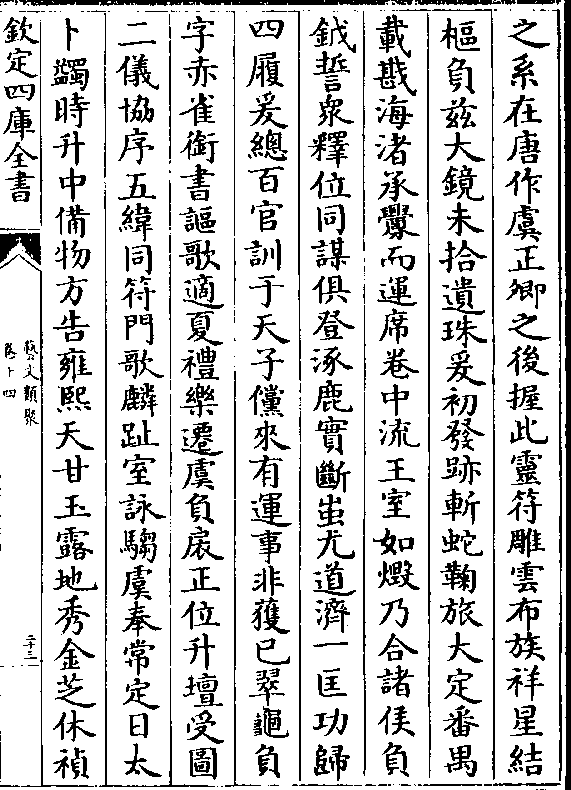 之系在唐作虞正卿之後握此靈符雕雲布族祥星結
樞負兹大鏡未拾遺珠爰初發跡斬蛇鞠旅大定番禺
載戡海渚承釁而運席卷中流王室如燬乃合諸侯負
鉞誓衆釋位同謀俱登涿鹿實斷蚩尤道濟一匡功歸
四履爰總百官訓于天子儻來有運事非獲已翠龜負
字赤雀銜書謳歌適夏禮樂遷虞負扆正位升壇受圖
二儀協序五緯同符門歌麟趾室詠騶虞奉常定日太
卜蠲時升中備物方告雍熙天甘玉露地秀金芝休禎
欽定四庫全書
藝文類聚
卷十四
二十三